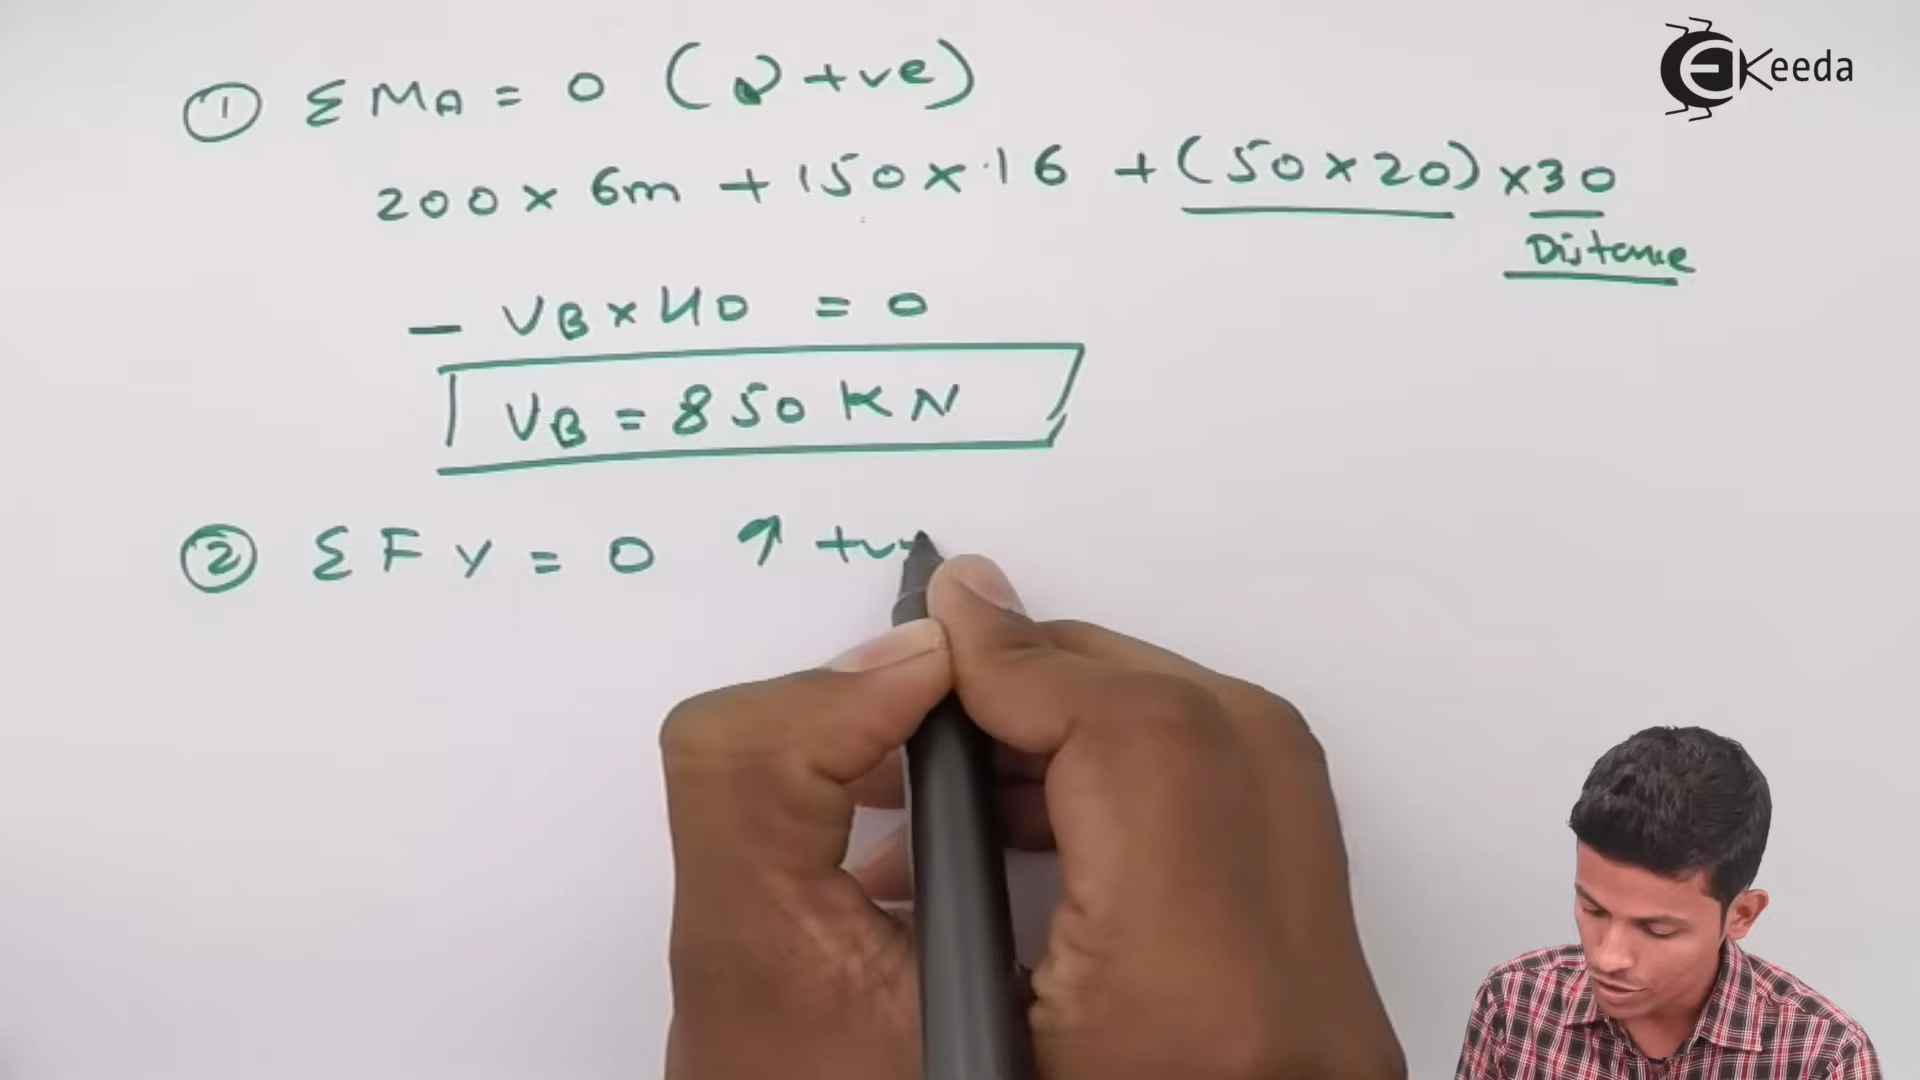 EKeeda
① ΣMA = 0 (↻ +ve)
200 × 6m + 150 × 16 + (50 × 20) × 30
Distance
- VB × 40 = 0
VB = 850 KN
② ΣFy = 0 ↑ +ve